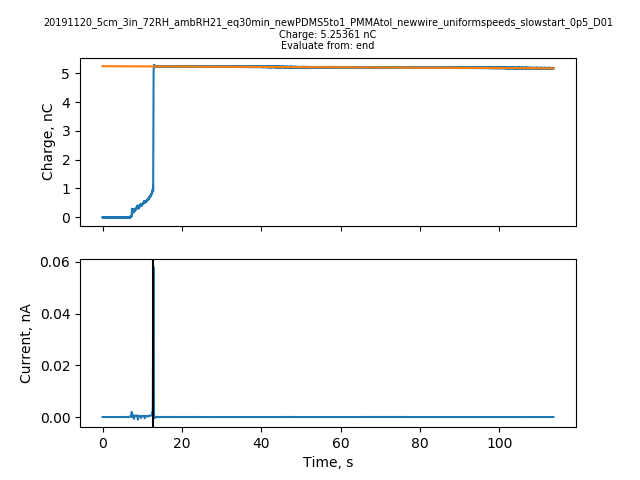 20191120_5cm_3in_72RH_ambRH21_eq30min_newPDMS5to1_PMMAtol_newwire_uniformspeeds_slowstart_0p5_D01
Charge: 5.25361 nC
Evaluate from: end
Charge, nC
5
4
3
2
1
0
Current, nA
0.06
0.04
0.02
0.00
0 20 40 60 80 100
Time, s